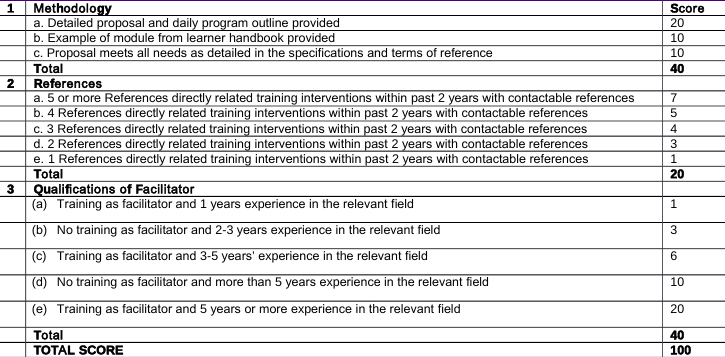 1 Methodology Score
a. Detailed proposal and daily program outline provided 20
b. Example of module from learner handbook provided 10
c. Proposal meets all needs as detailed in the specifications and terms of reference 10
Total 40
2 References
a. 5 or more References directly related training interventions within past 2 years with contactable references 7
b. 4 References directly related training interventions within past 2 years with contactable references 5
c. 3 References directly related training interventions within past 2 years with contactable references 4
d. 2 References directly related training interventions within past 2 years with contactable references 3
e. 1 References directly related training interventions within past 2 years with contactable references 1
Total 20
3 Qualifications of Facilitator
(a) Training as facilitator and 1 years experience in the relevant field 1
(b) No training as facilitator and 2-3 years experience in the relevant field 3
(c) Training as facilitator and 3-5 years' experience in the relevant field 6
(d) No training as facilitator and more than 5 years experience in the relevant field 10
(e) Training as facilitator and 5 years or more experience in the relevant field 20
Total 40
TOTAL SCORE 100